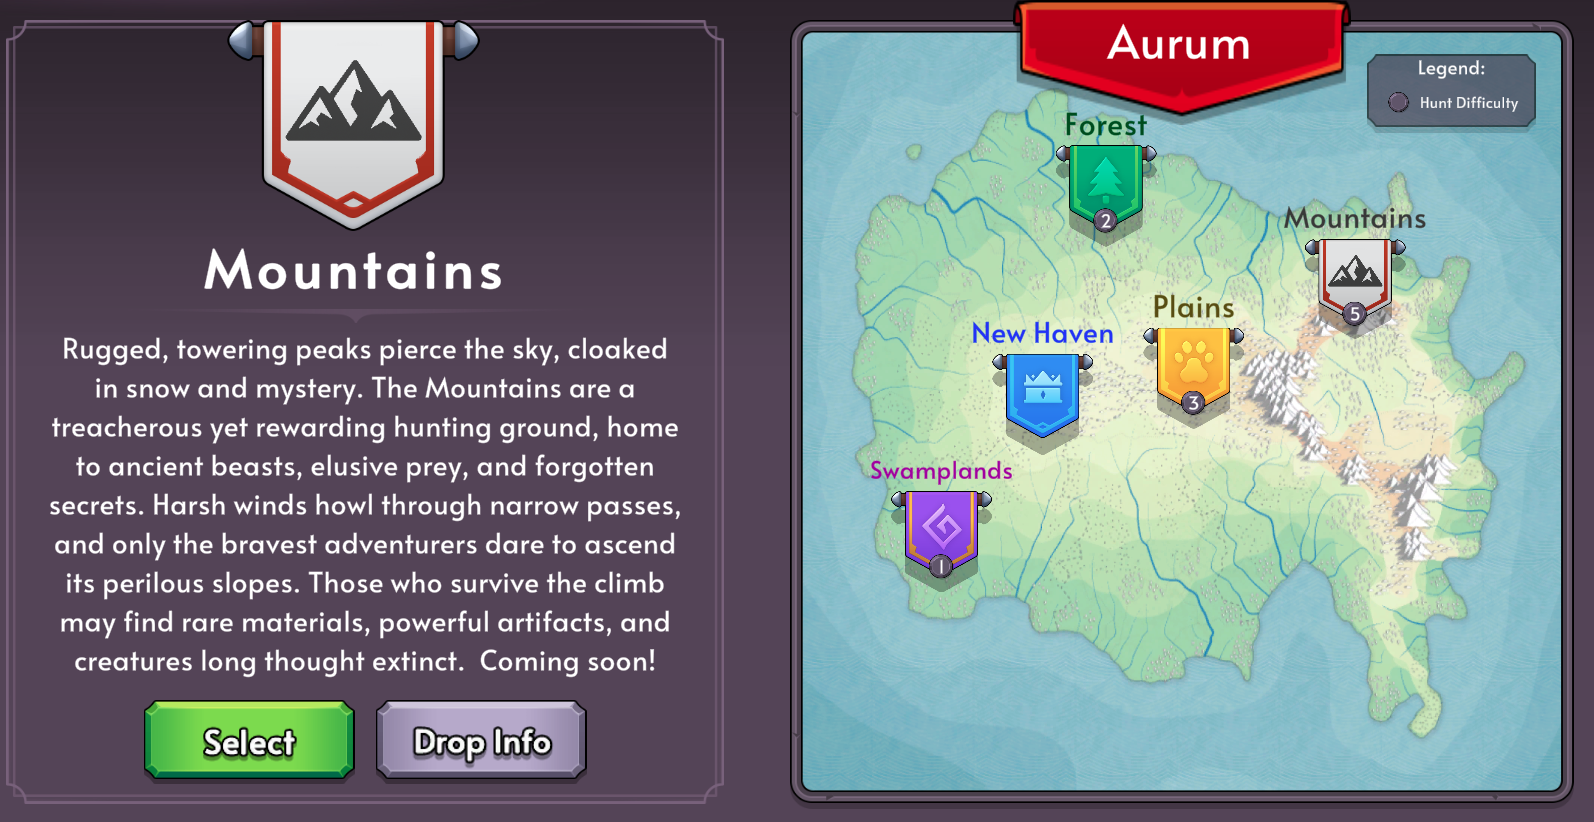 Mountains
Rugged, towering peaks pierce the sky, cloaked
in snow and mystery. The Mountains are a
treacherous yet rewarding hunting ground, home
to ancient beasts, elusive prey, and forgotten
secrets. Harsh winds howl through narrow passes,
and only the bravest adventurers dare to ascend
its perilous slopes. Those who survive the climb
may find rare materials, powerful artifacts, and
creatures long thought extinct.  Coming soon!
Select
Drop Info
Aurum
Legend:
Hunt Difficulty
Forest
2
Mountains
5
Plains
3
New Haven
Swamplands
1